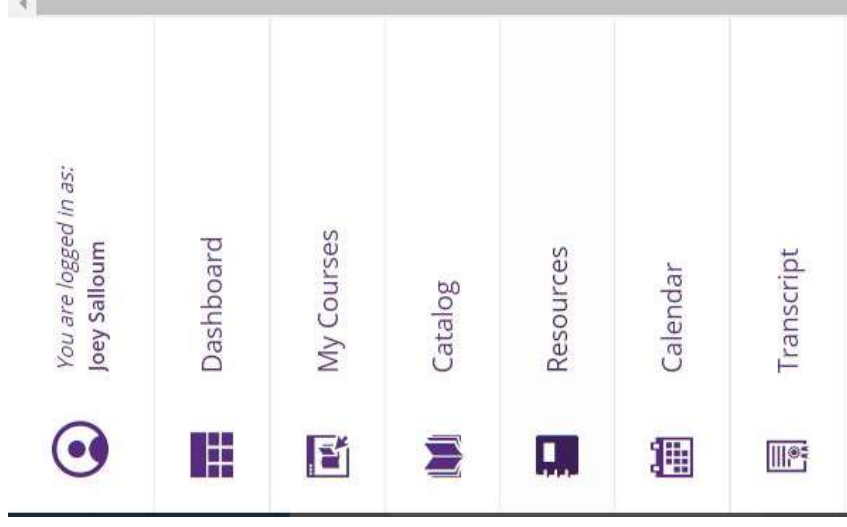 You are logged in as:
Joey Salloum
Dashboard
My Courses
Catalog
Resources
Calendar
Transcript